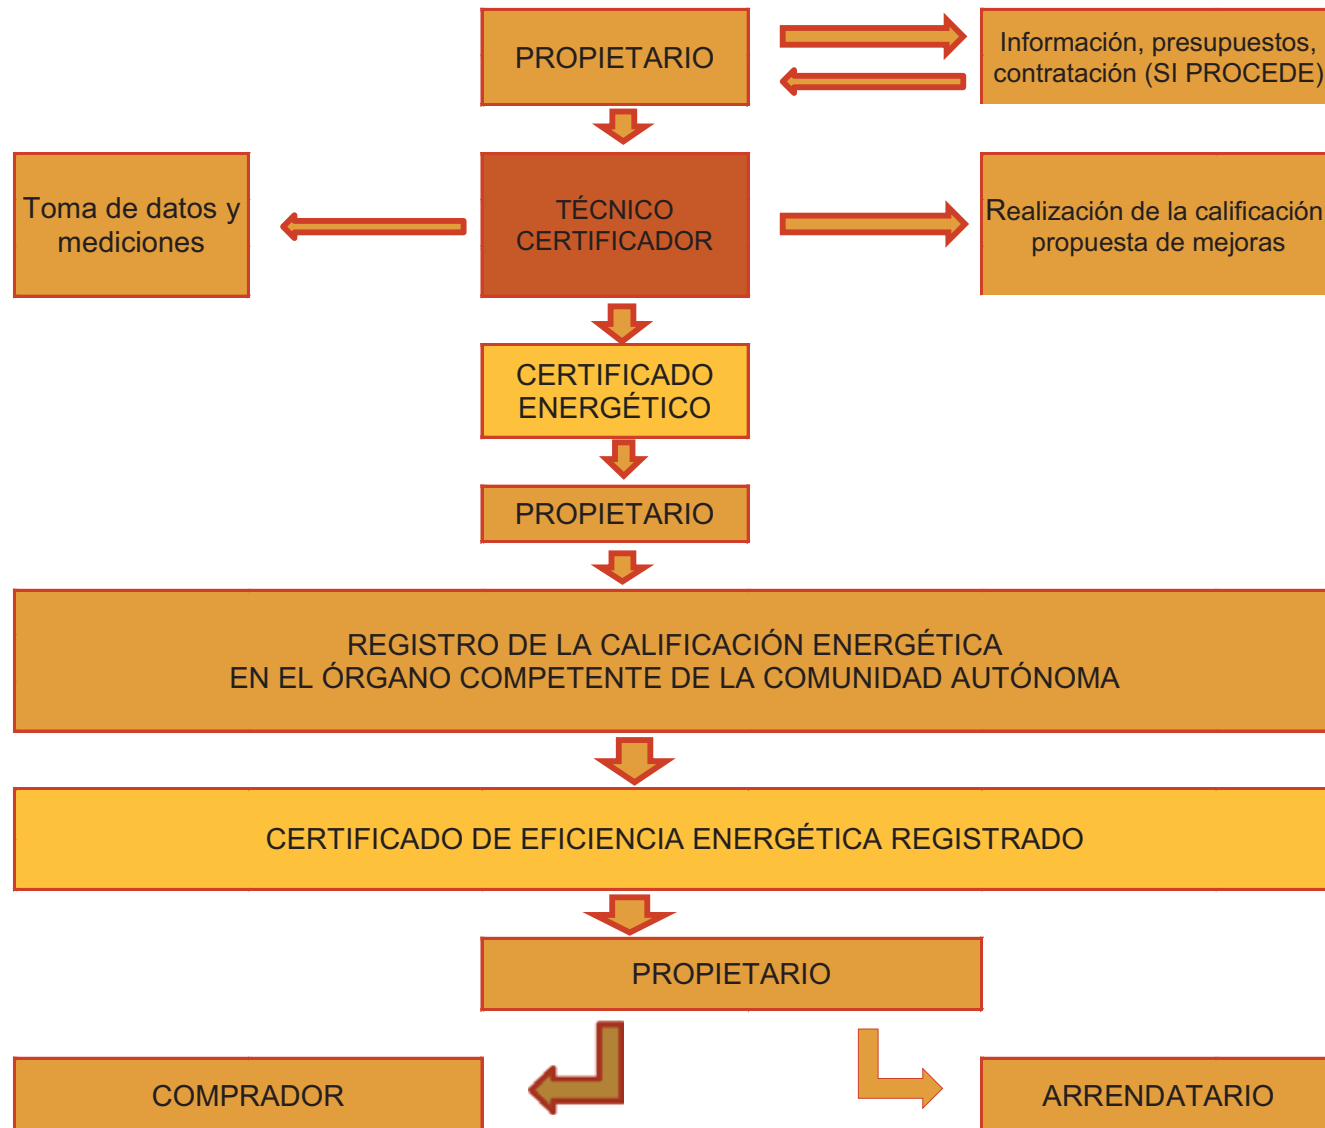 PROPIETARIO
Información, presupuestos,
contratación (SI PROCEDE)
Toma de datos y
mediciones
TÉCNICO
CERTIFICADOR
Realización de la calificación
propuesta de mejoras
CERTIFICADO
ENERGÉTICO
PROPIETARIO
REGISTRO DE LA CALIFICACIÓN ENERGÉTICA
EN EL ÓRGANO COMPETENTE DE LA COMUNIDAD AUTÓNOMA
CERTIFICADO DE EFICIENCIA ENERGÉTICA REGISTRADO
PROPIETARIO
COMPRADOR
ARRENDATARIO